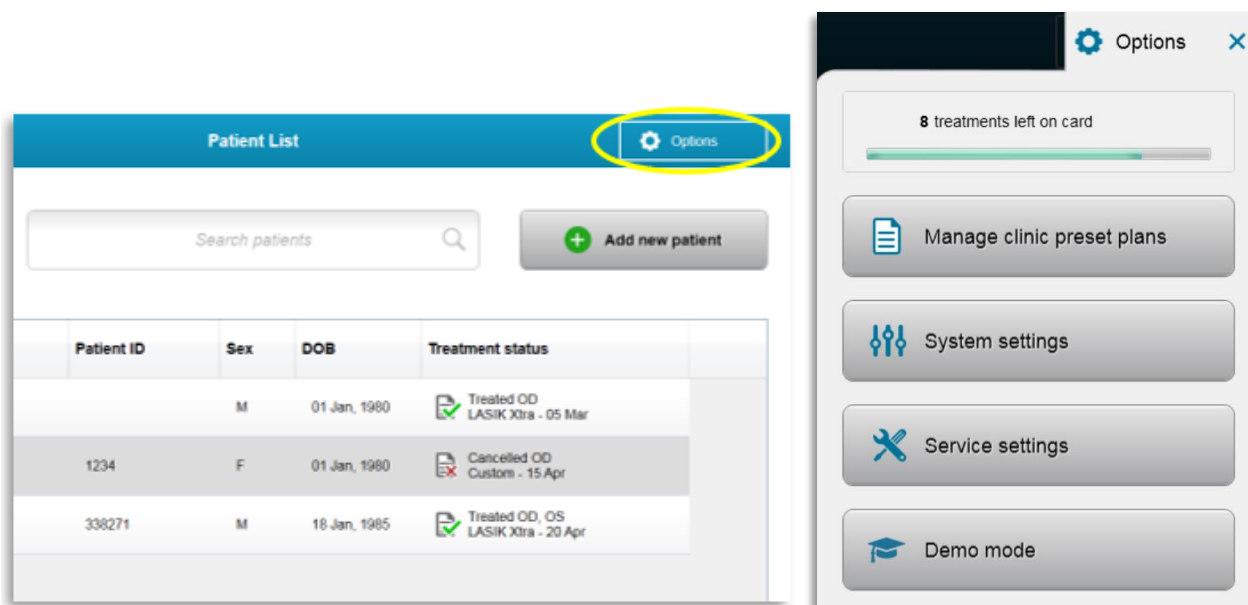 Patient List
Options
Search patients
Add new patient
Patient ID Sex DOB Treatment status
M 01 Jan, 1980 Treated OD
LASIK Xtra - 05 Mar
1234 F 01 Jan, 1980 Cancelled OD
Custom - 15 Apr
338271 M 18 Jan, 1985 Treated OD, OS
LASIK Xtra - 20 Apr
Options
8 treatments left on card
Manage clinic preset plans
System settings
Service settings
Demo mode